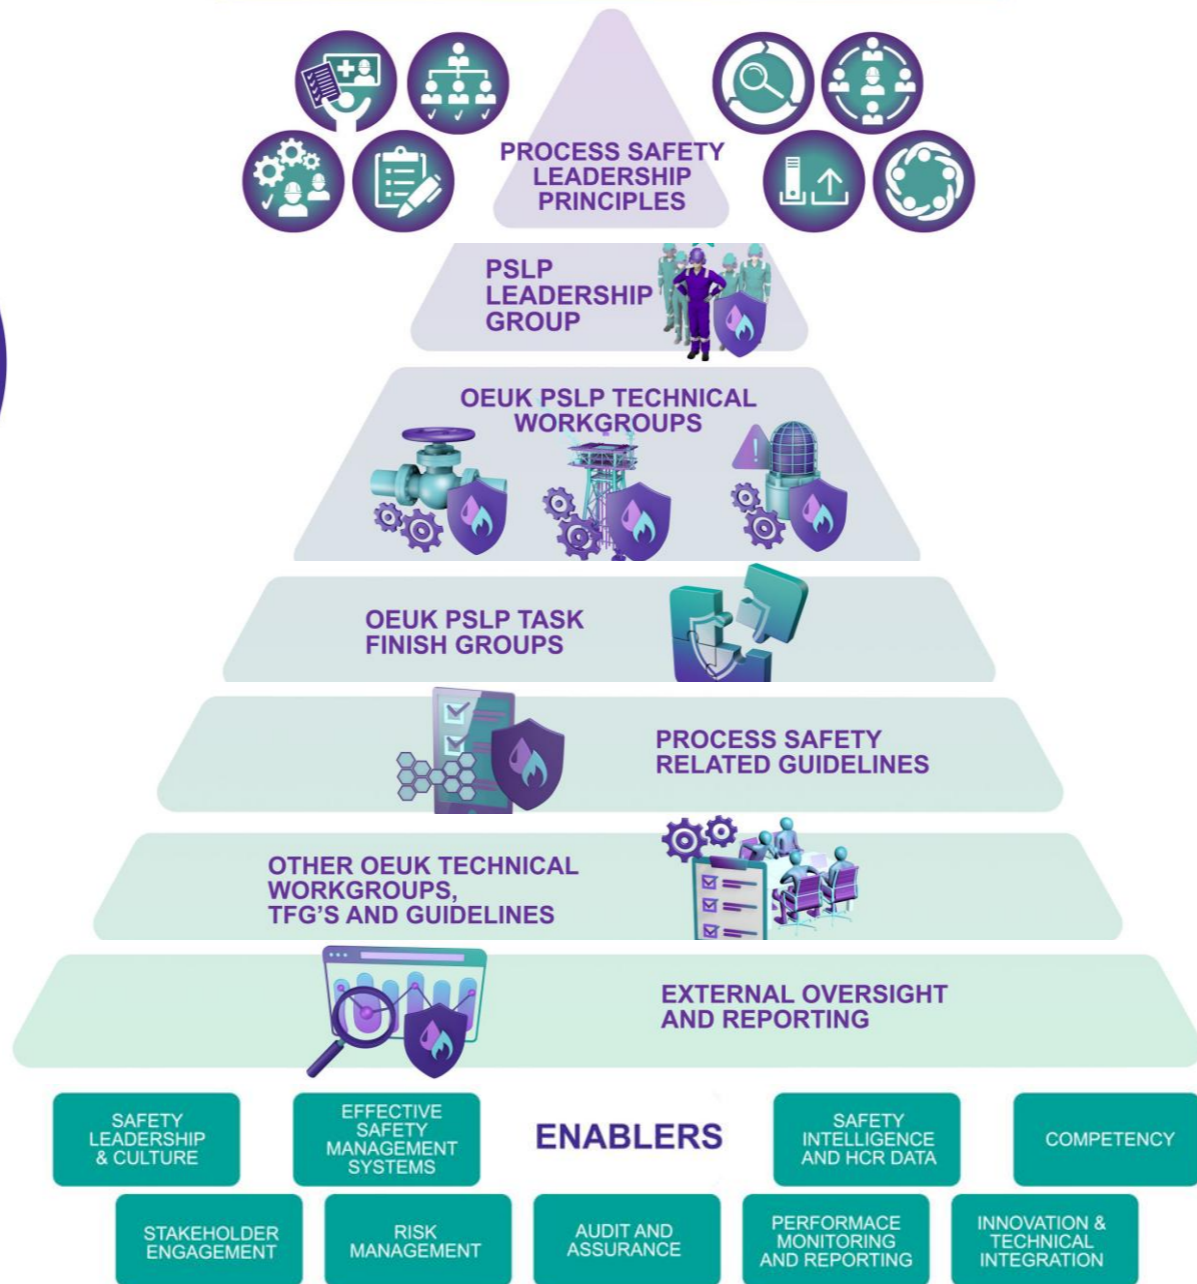 PROCESS SAFETY
LEADERSHIP
PRINCIPLES
PSLP
LEADERSHIP
GROUP
OEUK PSLP TECHNICAL
WORKGROUPS
OEUK PSLP TASK
FINISH GROUPS
PROCESS SAFETY
RELATED GUIDELINES
OTHER OEUK TECHNICAL
WORKGROUPS,
TFG'S AND GUIDELINES
EXTERNAL OVERSIGHT
AND REPORTING
SAFETY
LEADERSHIP
& CULTURE
EFFECTIVE
SAFETY
MANAGEMENT
SYSTEMS
ENABLERS
SAFETY
INTELLIGENCE
AND HCR DATA
COMPETENCY
STAKEHOLDER
ENGAGEMENT
RISK
MANAGEMENT
AUDIT AND
ASSURANCE
PERFORMACE
MONITORING
AND REPORTING
INNOVATION &
TECHNICAL
INTEGRATION